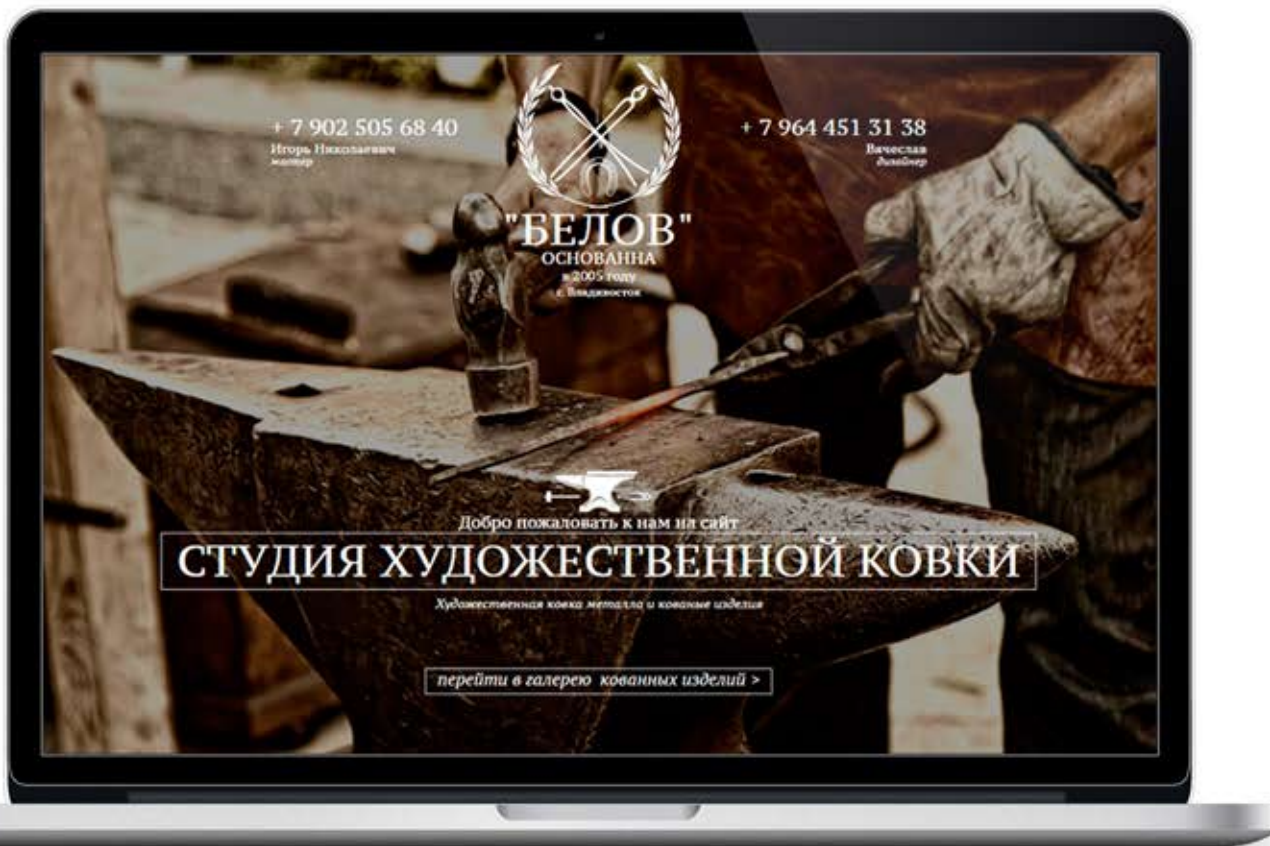 + 7 902 505 68 40
Игорь Николаевич
мастер
+ 7 964 451 31 38
Вячеслав
дизайнер
"БЕЛОВ"
ОСНОВАННА
в 2005 году
г. Владивосток
Добро пожаловать к нам на сайт
СТУДИЯ ХУДОЖЕСТВЕННОЙ КОВКИ
Художественная ковка металла и кованые изделия
перейти в галерею кованных изделий >